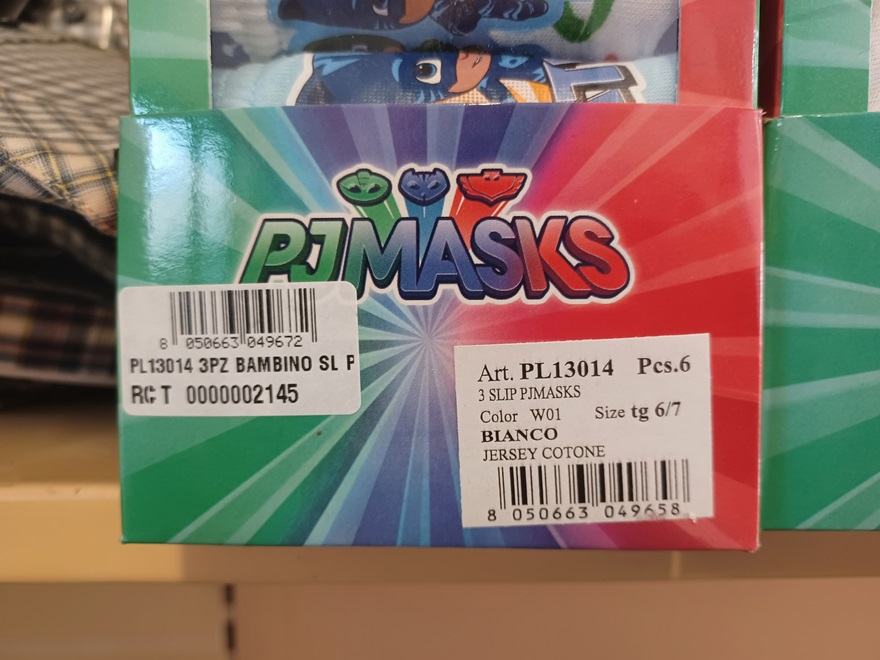 PJMASKS
8 050663 049672
PL13014 3PZ BAMBINO SL P
RCT 0000002145
Art. PL13014 Pcs.6
3 SLIP PJMASKS
Color W01 Size tg 6/7
BIANCO
JERSEY COTONE
8 050663 049658